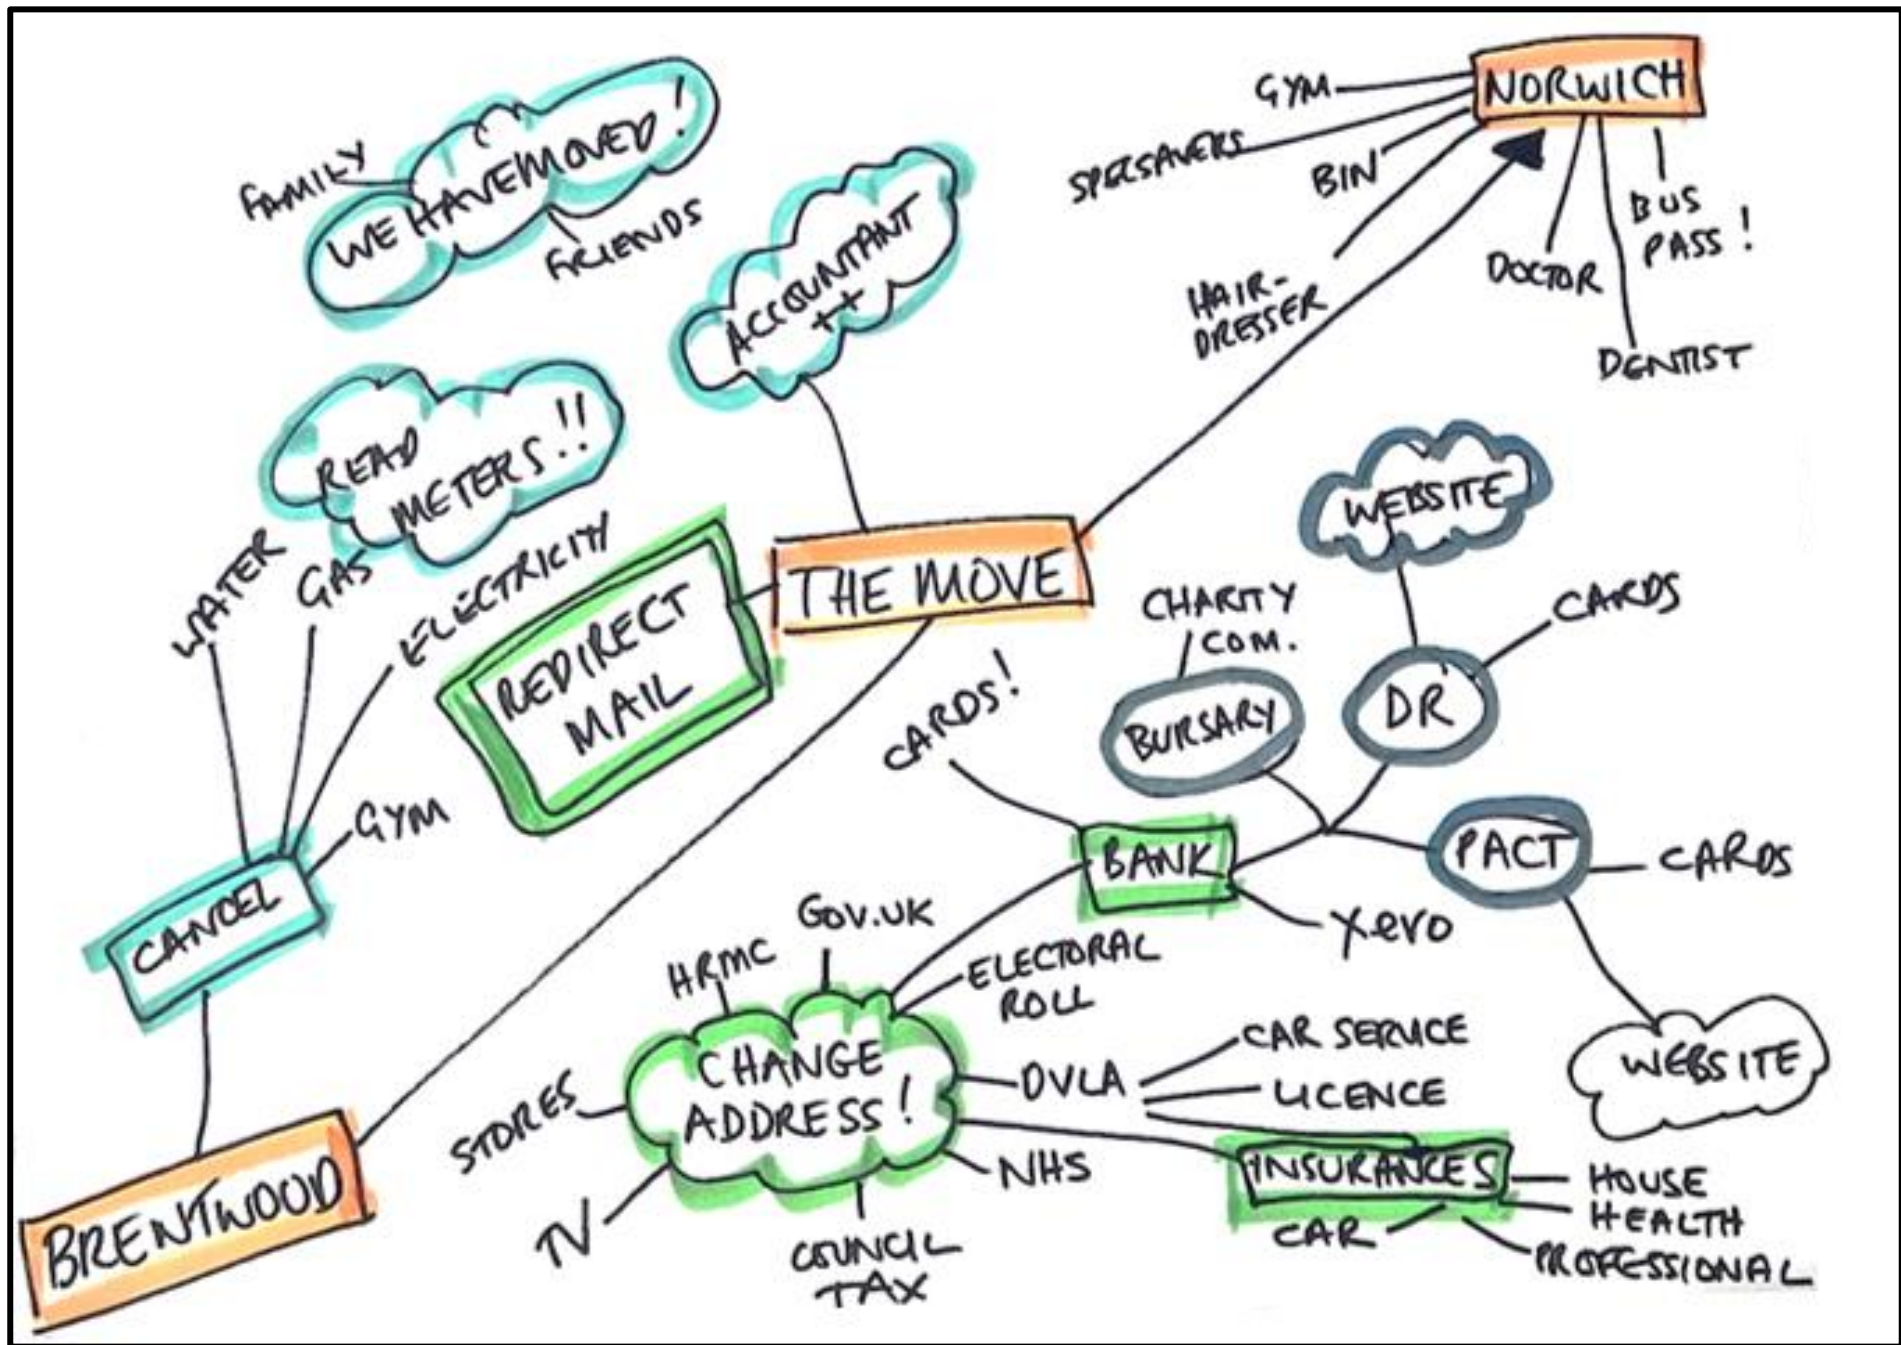 FAMILY
WE HAVE MOVED!
FRIENDS
ACCOUNTANT
++
GYM
NORWICH
SPECSAVERS
BIN
HAIR-
DRESSER
DOCTOR
DENTIST
BUS
PASS!
READ
METERS!!
WATER
GAS
ELECTRICITY
GYM
CANCEL
REDIRECT
MAIL
THE MOVE
BRENTWOOD
WEBSITE
CARDS
DR
CHARITY
COM.
BURSARY
CARDS!
BANK
PACT
CARDS
Xero
WEBSITE
HRMC
GOV.UK
ELECTORAL
ROLL
CHANGE
ADDRESS!
STORES
TV
COUNCIL
TAX
NHS
DVLA
CAR SERVICE
LICENCE
INSURANCES
HOUSE
HEALTH
CAR
PROFESSIONAL